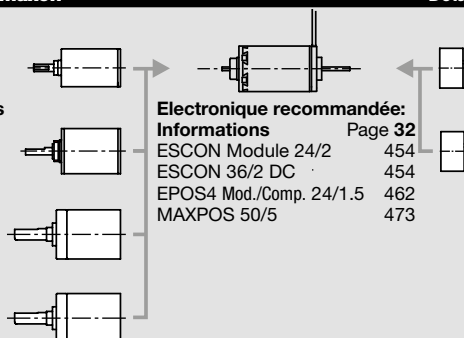 s
Electronique recommandée:
Informations Page 32
ESCON Module 24/2 454
ESCON 36/2 DC 454
EPOS4 Mod./Comp. 24/1.5 462
MAXPOS 50/5 473